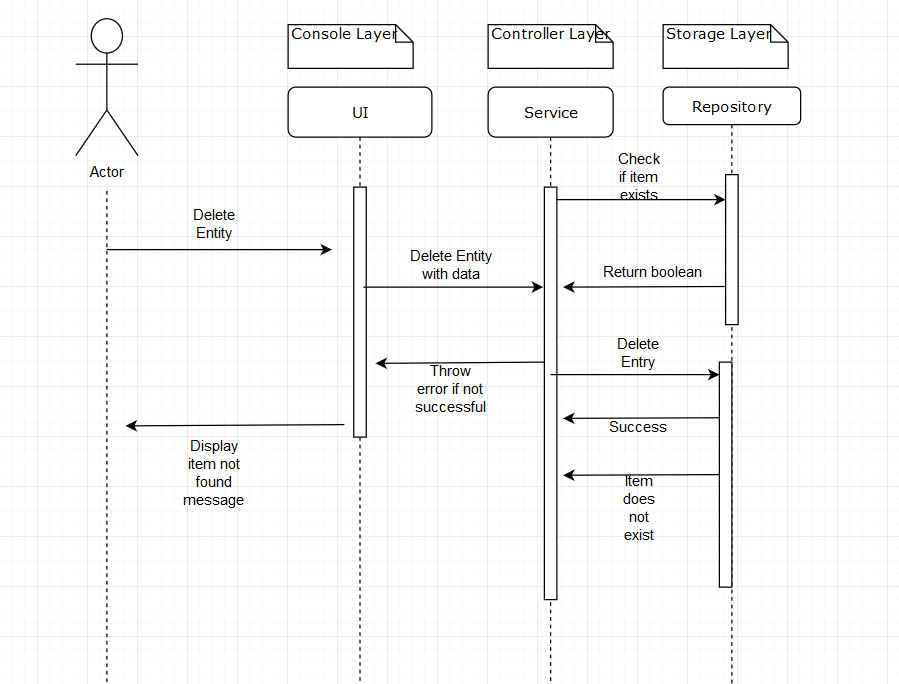 Console Layer
Controller Layer
Storage Layer
UI
Service
Repository
Actor
Check
if item
exists
Delete
Entity
Delete Entity
with data
Return boolean
Throw
error if not
successful
Delete
Entry
Success
Display
item not
found
message
Item
does
not
exist